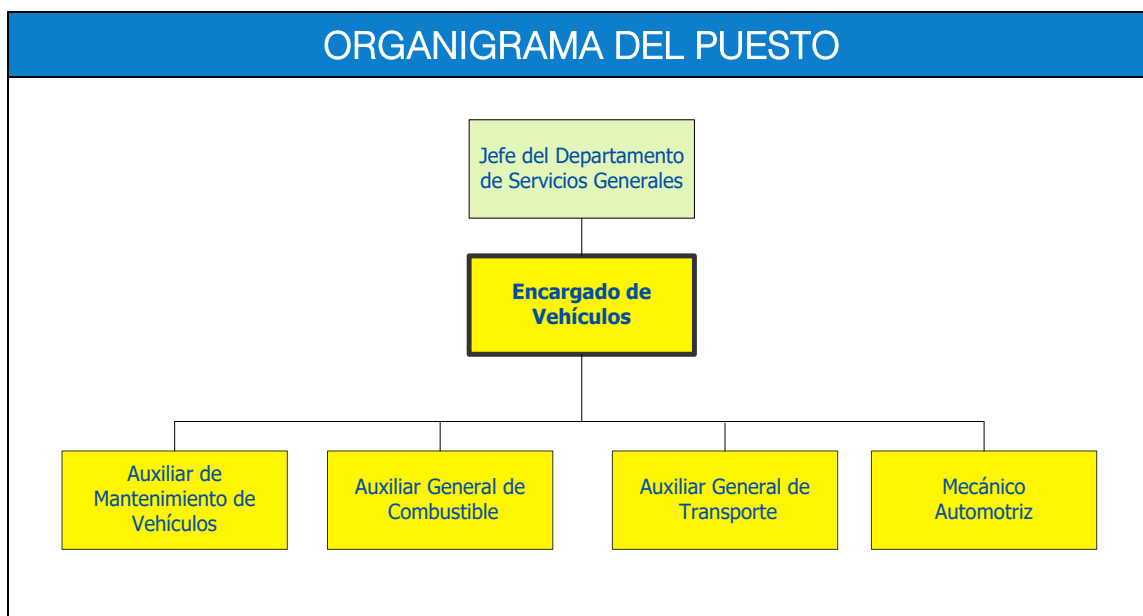 ORGANIGRAMA DEL PUESTO
Jefe del Departamento
de Servicios Generales
Encargado de
Vehículos
Auxiliar de
Mantenimiento de
Vehículos
Auxiliar General de
Combustible
Auxiliar General de
Transporte
Mecánico
Automotriz